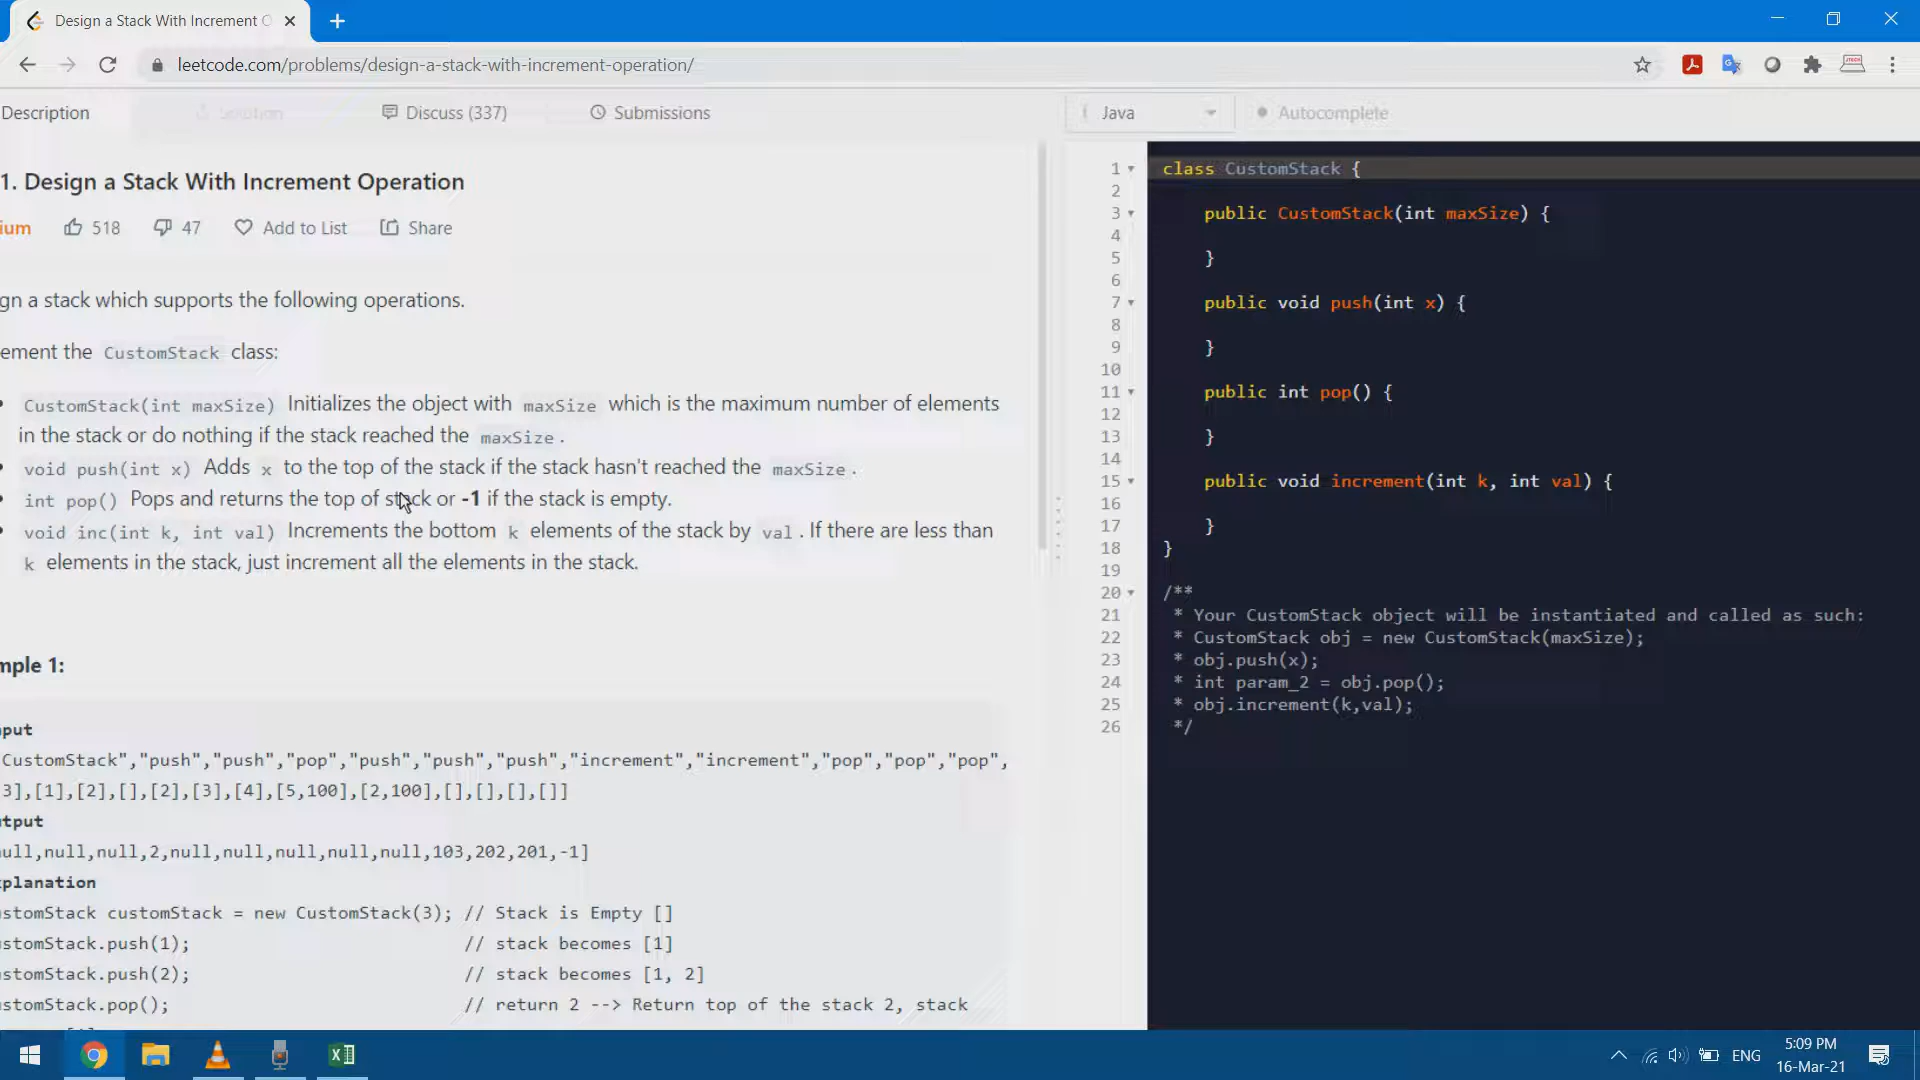 Design a Stack With Increment O
leetcode.com/problems/design-a-stack-with-increment-operation/
Description
Solution
Discuss (337)
Submissions
Java
Autocomplete
1. Design a Stack With Increment Operation
ium 518 47 Add to List Share
gn a stack which supports the following operations.
ement the CustomStack class:
CustomStack(int maxSize) Initializes the object with maxSize which is the maximum number of elements
in the stack or do nothing if the stack reached the maxSize.
void push(int x) Adds x to the top of the stack if the stack hasn't reached the maxSize.
int pop() Pops and returns the top of stack or -1 if the stack is empty.
void inc(int k, int val) Increments the bottom k elements of the stack by val. If there are less than
k elements in the stack, just increment all the elements in the stack.
mple 1:
put
CustomStack","push","push","pop","push","push","push","increment","increment","pop","pop","pop",
3],[1],[2],[],[2],[3],[4],[5,100],[2,100],[],[],[],[]]
tput
ull,null,null,2,null,null,null,null,null,103,202,201,-1]
planation
stomStack customStack = new CustomStack(3); // Stack is Empty []
stomStack.push(1); // stack becomes [1]
stomStack.push(2); // stack becomes [1, 2]
stomStack.pop(); // return 2 --> Return top of the stack 2, stack
1 class CustomStack {
2
3 public CustomStack(int maxSize) {
4
5 }
6
7 public void push(int x) {
8
9 }
10
11 public int pop() {
12
13 }
14
15 public void increment(int k, int val) {
16
17 }
18 }
19
20 /**
21 * Your CustomStack object will be instantiated and called as such:
22 * CustomStack obj = new CustomStack(maxSize);
23 * obj.push(x);
24 * int param_2 = obj.pop();
25 * obj.increment(k,val);
26 */
ENG
5:09 PM
16-Mar-21